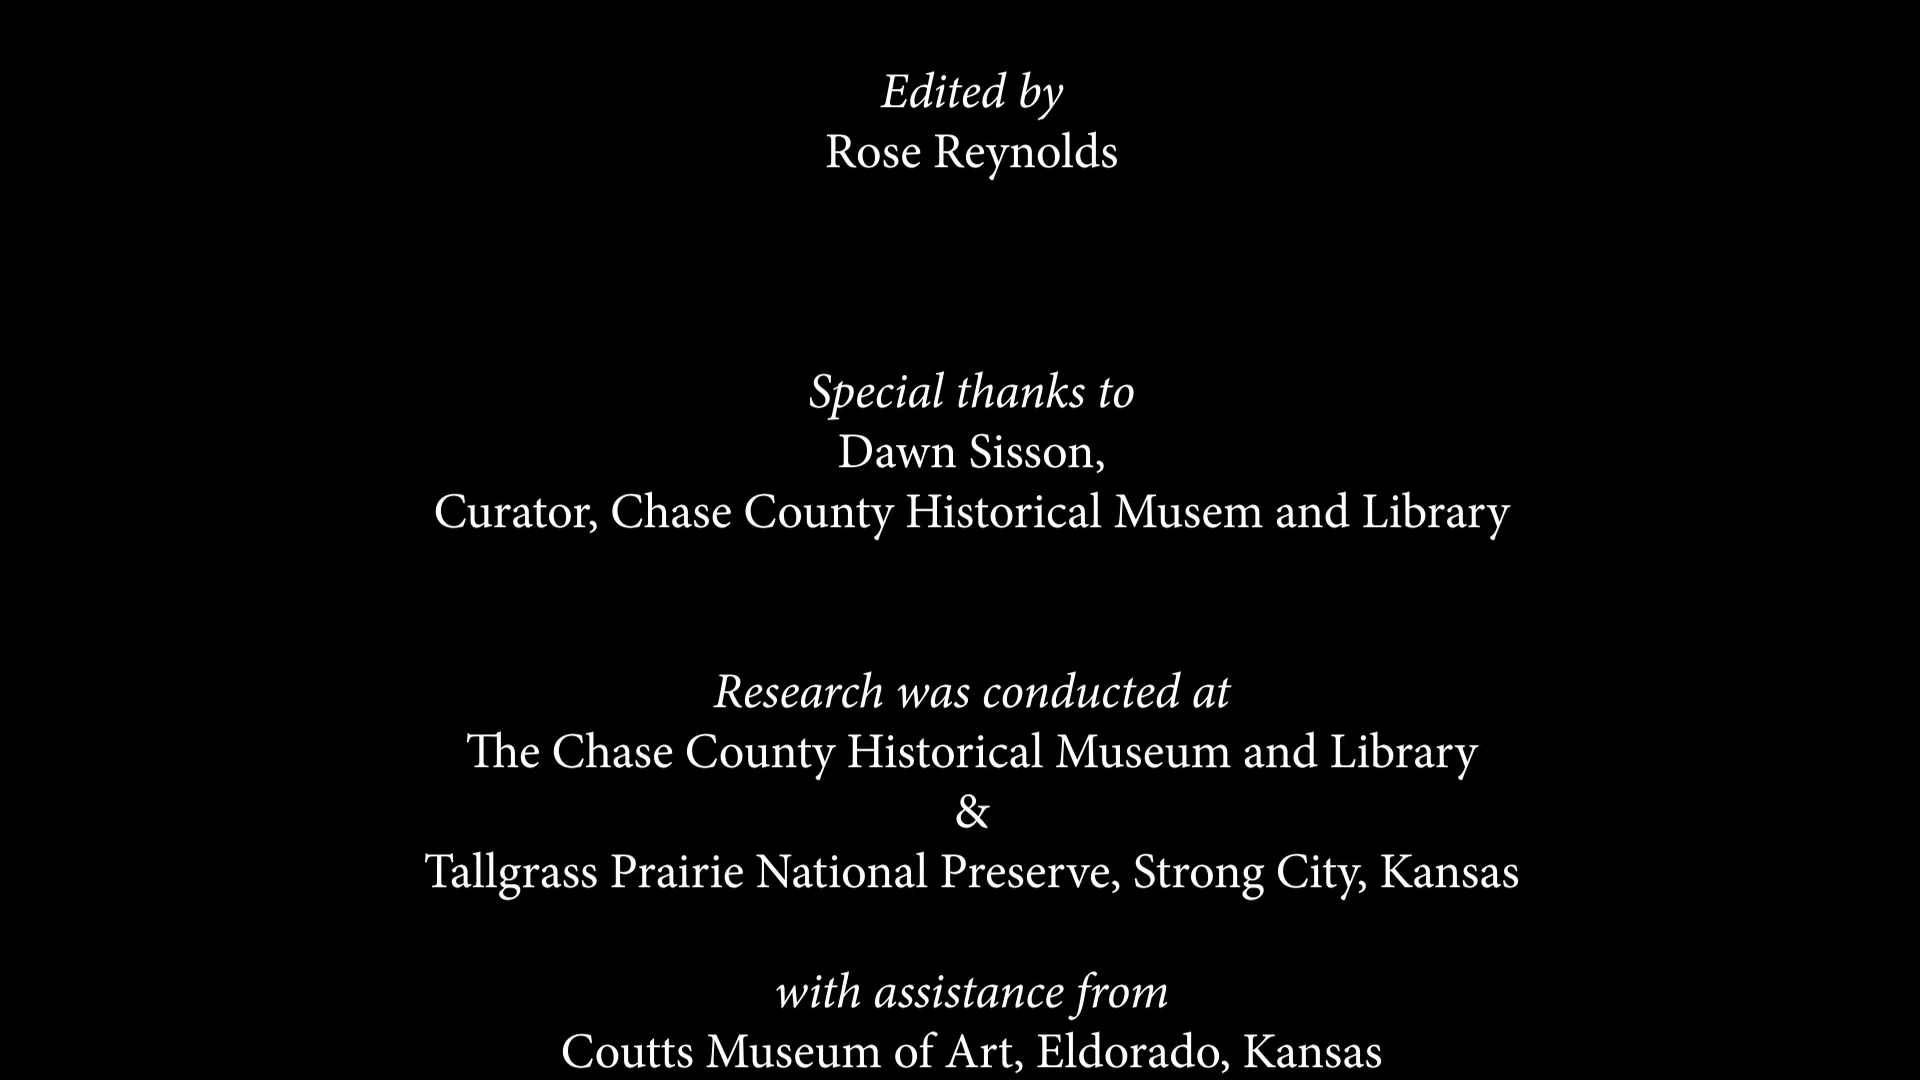 Edited by
Rose Reynolds
Special thanks to
Dawn Sisson,
Curator, Chase County Historical Musem and Library
Research was conducted at
The Chase County Historical Museum and Library
&
Tallgrass Prairie National Preserve, Strong City, Kansas
with assistance from
Coutts Museum of Art, Eldorado, Kansas